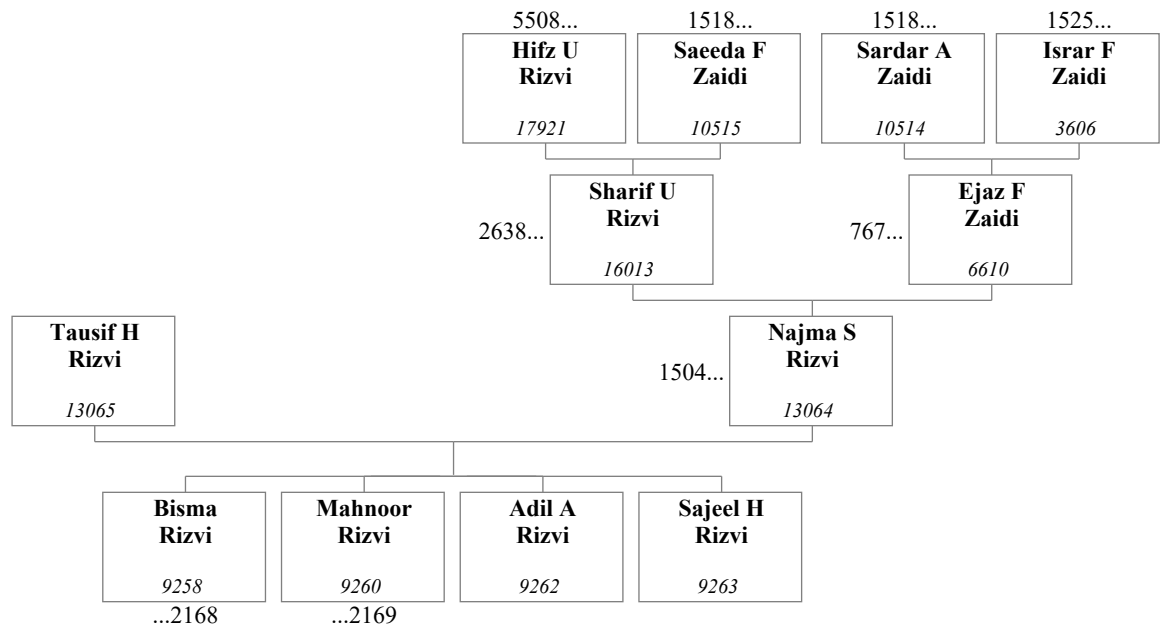 5508... 1518... 1518... 1525...
Hifz U Saeeda F Sardar A Israr F
Rizvi Zaidi Zaidi Zaidi
17921 10515 10514 3606
Sharif U Ejaz F
Rizvi Zaidi
2638... 767...
16013 6610
Tausif H Najma S
Rizvi Rizvi
1504...
13065 13064
Bisma Mahnoor Adil A Sajeel H
Rizvi Rizvi Rizvi Rizvi
9258 9260 9262 9263
...2168 ...2169